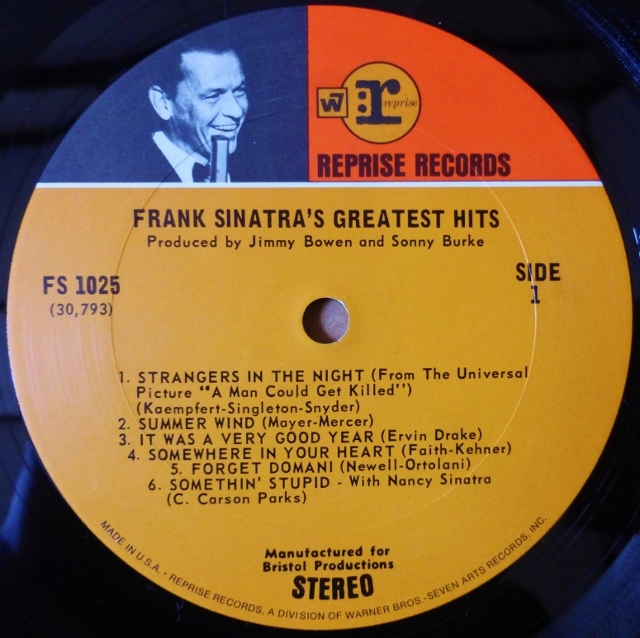 W7
r
reprise
REPRISE RECORDS
FRANK SINATRA'S GREATEST HITS
Produced by Jimmy Bowen and Sonny Burke
FS 1025
(30,793)
SIDE
1
1. STRANGERS IN THE NIGHT (From The Universal
Picture "A Man Could Get Killed")
(Kaempfert-Singleton-Snyder)
2. SUMMER WIND (Mayer-Mercer)
3. IT WAS A VERY GOOD YEAR (Ervin Drake)
4. SOMEWHERE IN YOUR HEART (Faith-Kehner)
5. FORGET DOMANI (Newell-Ortolani)
6. SOMETHIN' STUPID - With Nancy Sinatra
(C. Carson Parks)
Manufactured for
Bristol Productions
STEREO
MADE IN U.S.A. • REPRISE RECORDS, A DIVISION OF WARNER BROS.-SEVEN ARTS RECORDS, INC.